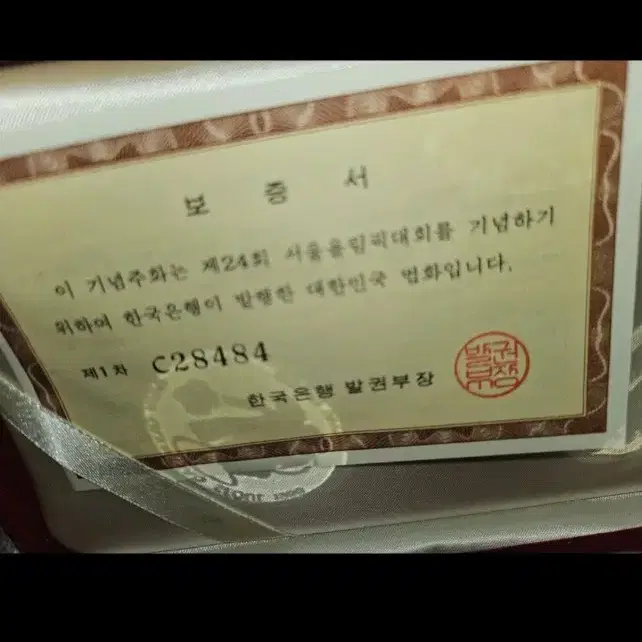 보증서
이 기념주화는 제24회 서울올림픽대회를 기념하기
위하여 한국은행이 발행한 대한민국 법화입니다.
제1차 C28484
한국은행 발권부장